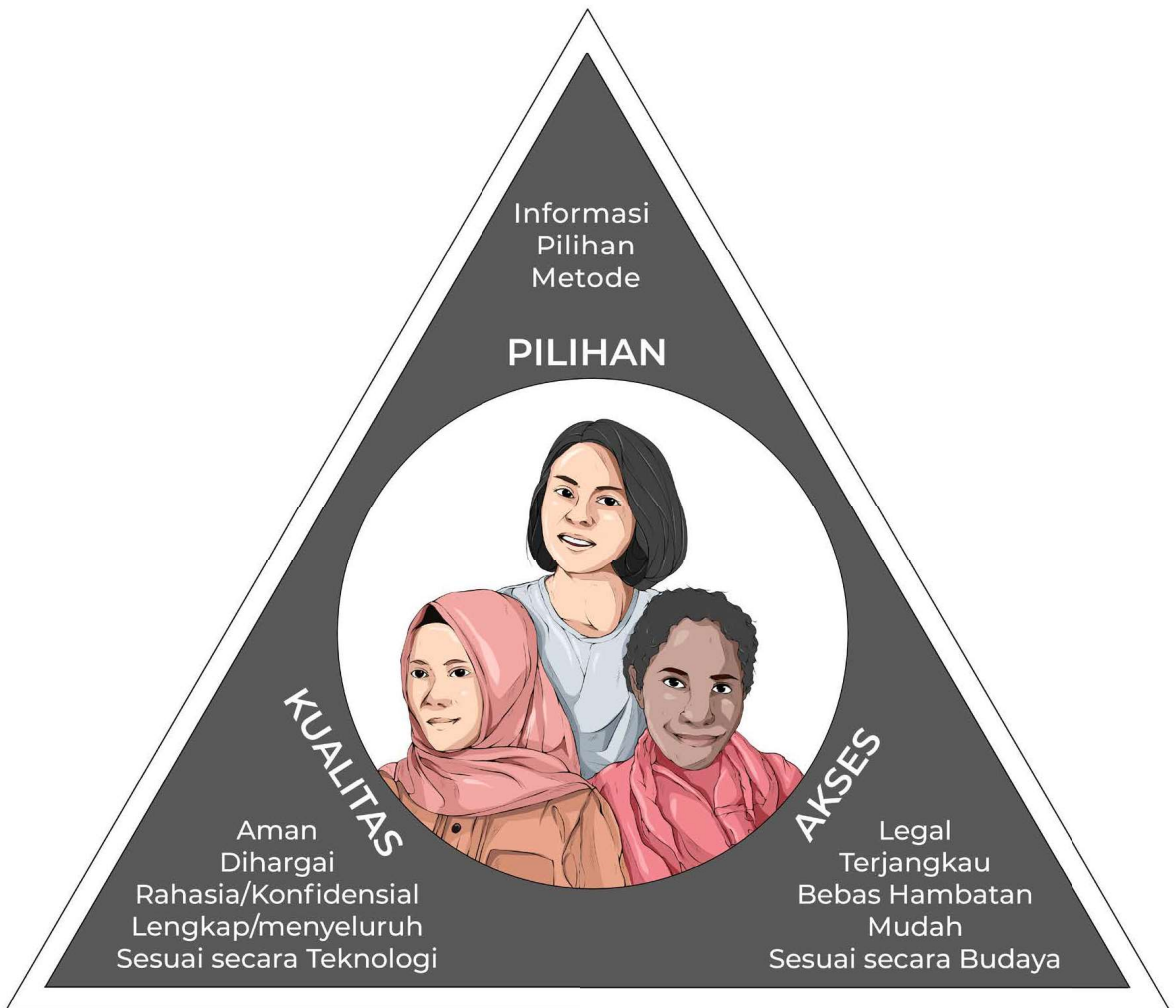 Informasi
Pilihan
Metode
PILIHAN
KUALITAS
Aman
Dihargai
Rahasia/Konfidensial
Lengkap/menyeluruh
Sesuai secara Teknologi
AKSES
Legal
Terjangkau
Bebas Hambatan
Mudah
Sesuai secara Budaya